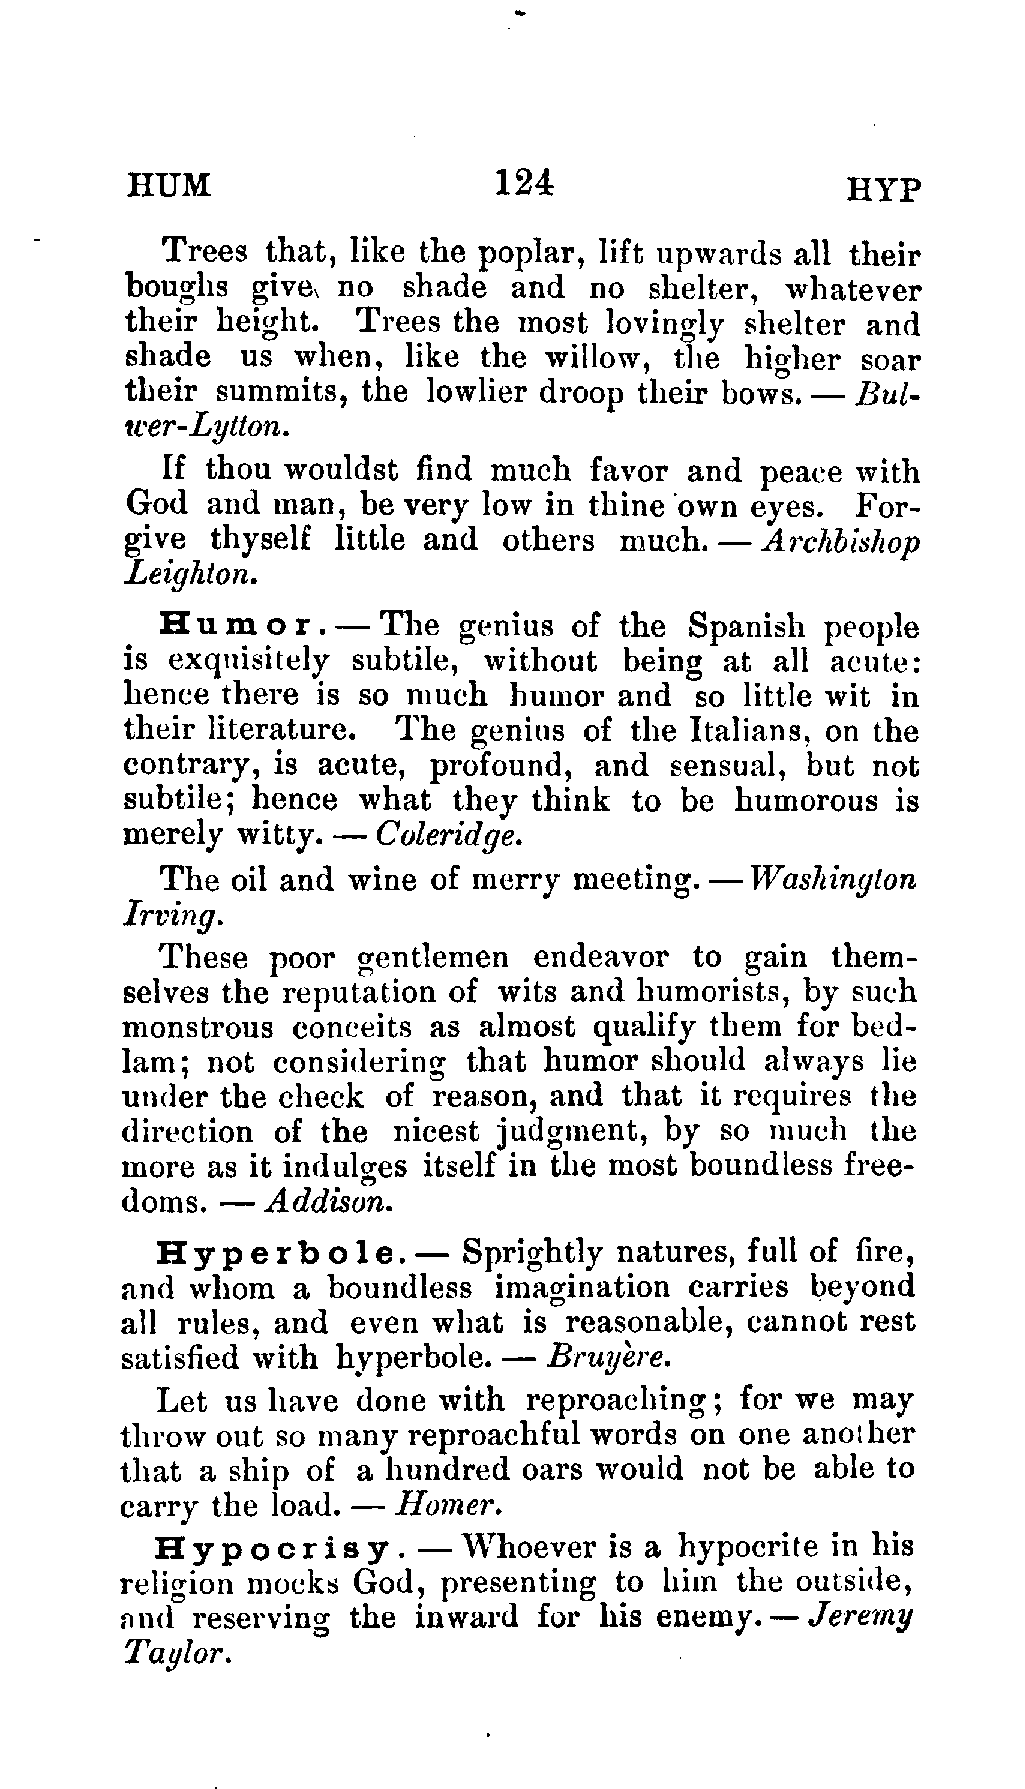 HUM 124 HYP
Trees that, like the poplar, lift upwards all their
boughs give no shade and no shelter, whatever
their height. Trees the most lovingly shelter and
shade us when, like the willow, the higher soar
their summits, the lowlier droop their bows. — Bul-
wer-Lytton.
If thou wouldst find much favor and peace with
God and man, be very low in thine own eyes. For-
give thyself little and others much. — Archbishop
Leighton.
Humor. — The genius of the Spanish people
is exquisitely subtile, without being at all acute:
hence there is so much humor and so little wit in
their literature. The genius of the Italians, on the
contrary, is acute, profound, and sensual, but not
subtile; hence what they think to be humorous is
merely witty. — Coleridge.
The oil and wine of merry meeting. — Washington
Irving.
These poor gentlemen endeavor to gain them-
selves the reputation of wits and humorists, by such
monstrous conceits as almost qualify them for bed-
lam; not considering that humor should always lie
under the check of reason, and that it requires the
direction of the nicest judgment, by so much the
more as it indulges itself in the most boundless free-
doms. — Addison.
Hyperbole. — Sprightly natures, full of fire,
and whom a boundless imagination carries beyond
all rules, and even what is reasonable, cannot rest
satisfied with hyperbole. — Bruyère.
Let us have done with reproaching; for we may
throw out so many reproachful words on one another
that a ship of a hundred oars would not be able to
carry the load. — Homer.
Hypocrisy. — Whoever is a hypocrite in his
religion mocks God, presenting to him the outside,
and reserving the inward for his enemy. — Jeremy
Taylor.